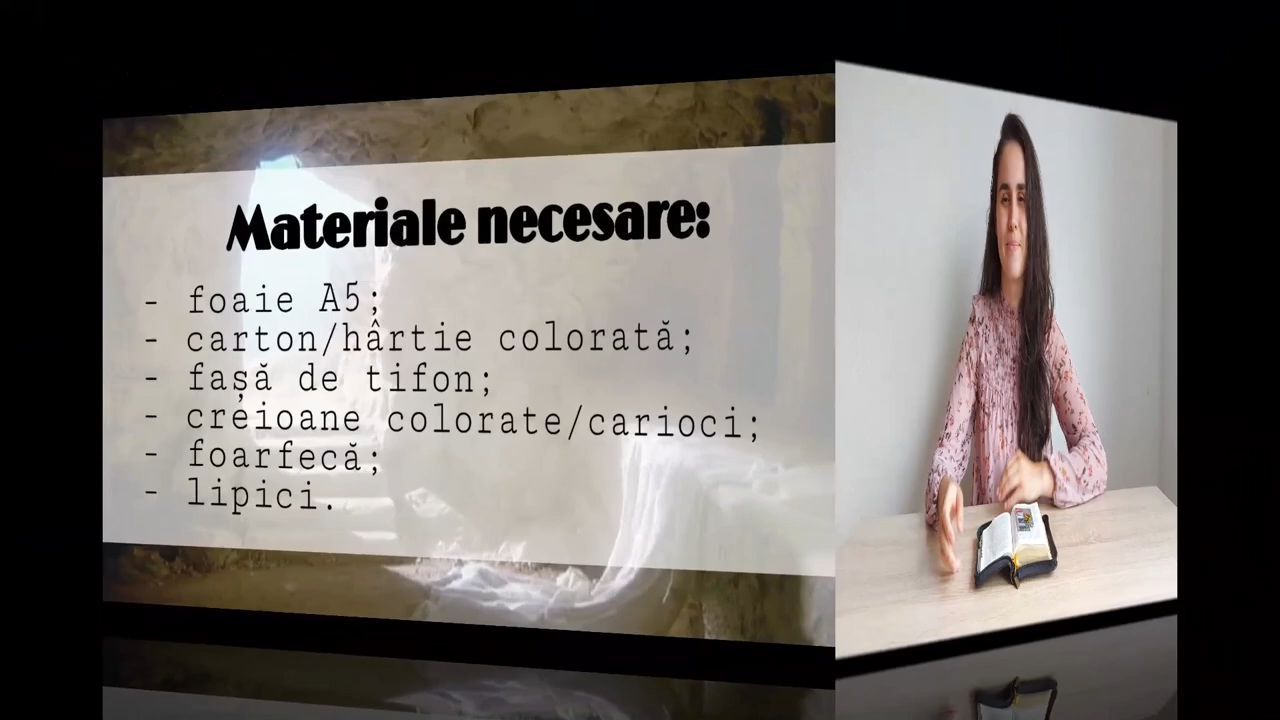 Materiale necesare:
- foaie A5;
- carton/hârtie colorată;
- fașă de tifon;
- creioane colorate/carioci;
- foarfecă;
- lipici.